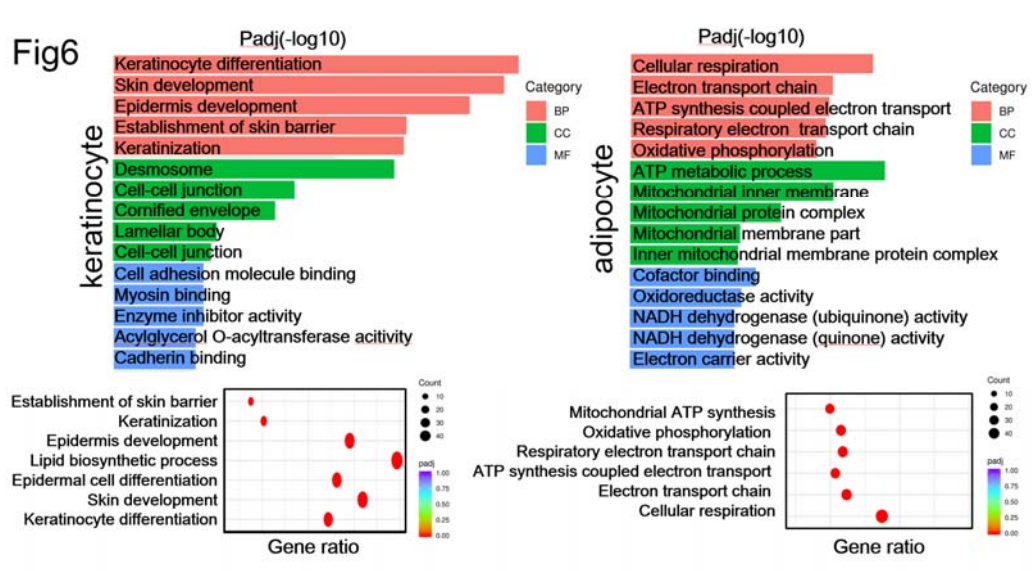 Fig6
Padj(-log10)
keratinocyte
Keratinocyte differentiation
Skin development
Epidermis development
Establishment of skin barrier
Keratinization
Desmosome
Cell-cell junction
Cornified envelope
Lamellar body
Cell-cell junction
Cell adhesion molecule binding
Myosin binding
Enzyme inhibitor activity
Acylglycerol O-acyltransferase acitivity
Cadherin binding
Category
BP
CC
MF
Padj(-log10)
adipocyte
Cellular respiration
Electron transport chain
ATP synthesis coupled electron transport
Respiratory electron transport chain
Oxidative phosphorylation
ATP metabolic process
Mitochondrial inner membrane
Mitochondrial protein complex
Mitochondrial membrane part
Inner mitochondrial membrane protein complex
Cofactor binding
Oxidoreductase activity
NADH dehydrogenase (ubiquinone) activity
NADH dehydrogenase (quinone) activity
Electron carrier activity
Category
BP
CC
MF
Establishment of skin barrier
Keratinization
Epidermis development
Lipid biosynthetic process
Epidermal cell differentiation
Skin development
Keratinocyte differentiation
Gene ratio
Count
10
20
30
40
padj
1.00
0.75
0.50
0.25
0.00
Mitochondrial ATP synthesis
Oxidative phosphorylation
Respiratory electron transport chain
ATP synthesis coupled electron transport
Electron transport chain
Cellular respiration
Gene ratio
Count
10
20
30
40
padj
1.00
0.75
0.50
0.25
0.00